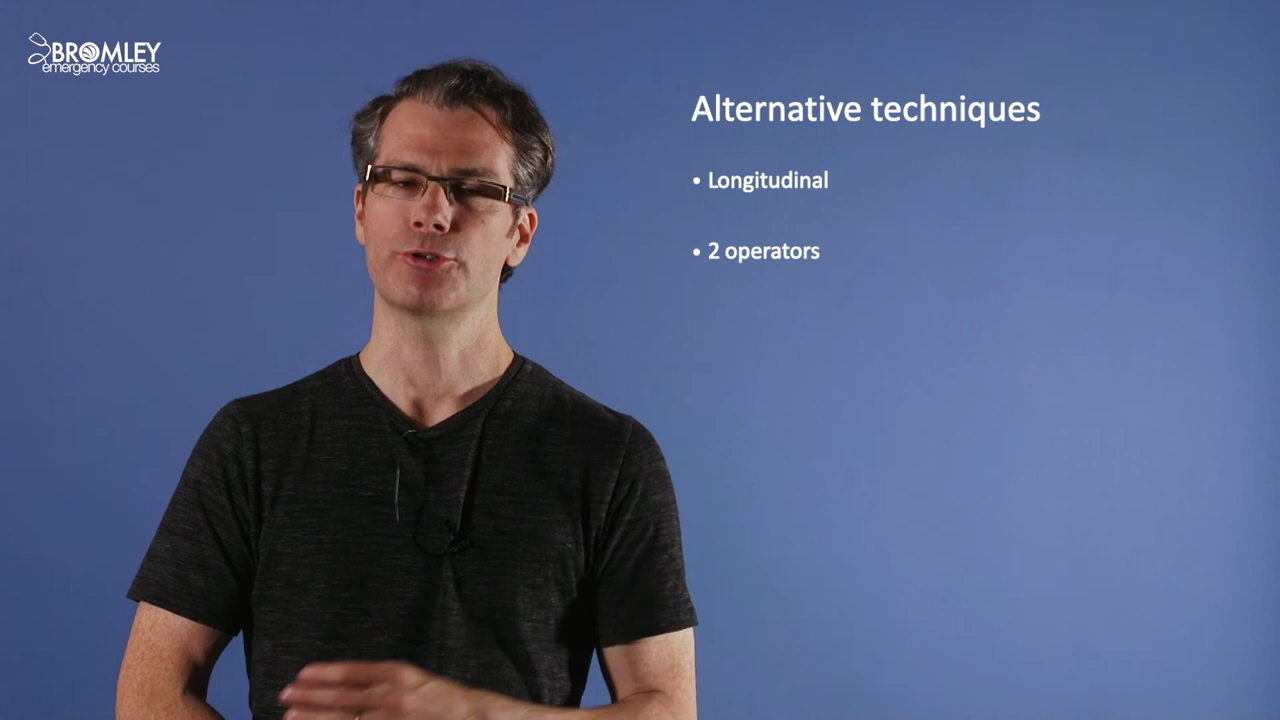 BROMLEY
emergency courses
Alternative techniques
• Longitudinal
• 2 operators